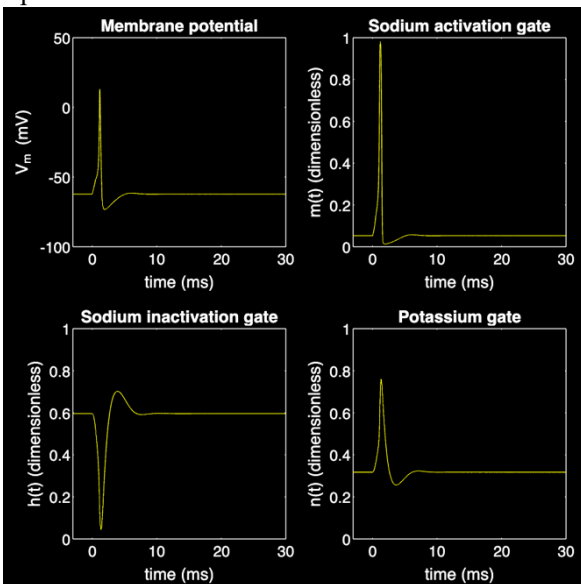 Membrane potential
50
0
-50
-100
V_m (mV)
0 10 20 30
time (ms)
Sodium activation gate
1
0.8
0.6
0.4
0.2
0
m(t) (dimensionless)
0 10 20 30
time (ms)
Sodium inactivation gate
1
0.8
0.6
0.4
0.2
0
h(t) (dimensionless)
0 10 20 30
time (ms)
Potassium gate
1
0.8
0.6
0.4
0.2
0
n(t) (dimensionless)
0 10 20 30
time (ms)